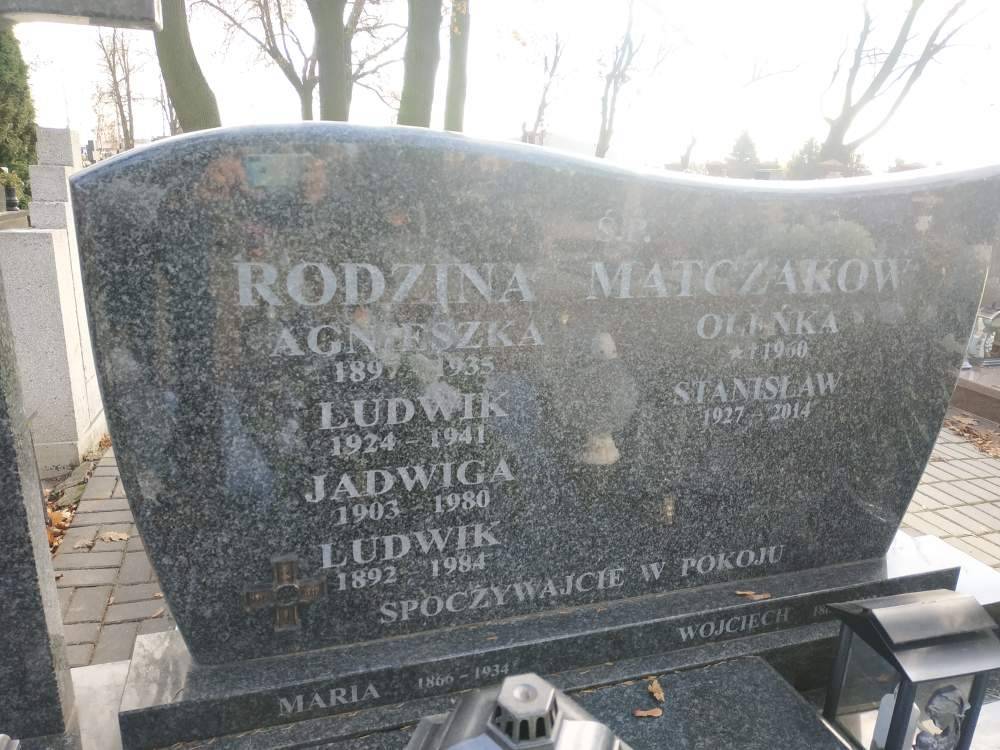 Ś.P.
RODZINA MATCZAKÓW
AGNIESZKA
1897 - 1935
LUDWIK
1924 - 1941
JADWIGA
1903 - 1980
LUDWIK
1892 - 1984
OLEŃKA
★ † 1960
STANISŁAW
1927 - 2014
SPOCZYWAJCIE W POKOJU
MARIA 1866 - 1934
WOJCIECH